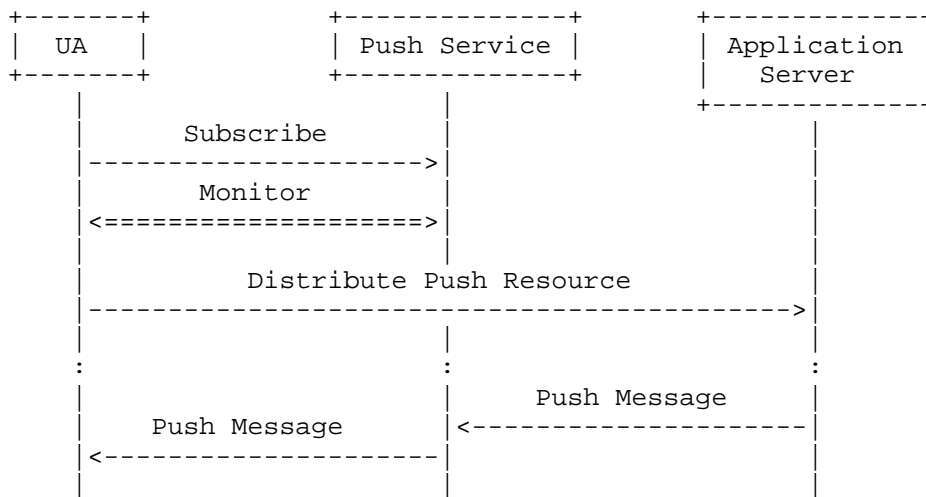 UA Push Service Application
Server
Subscribe
Monitor
Distribute Push Resource
Push Message
Push Message